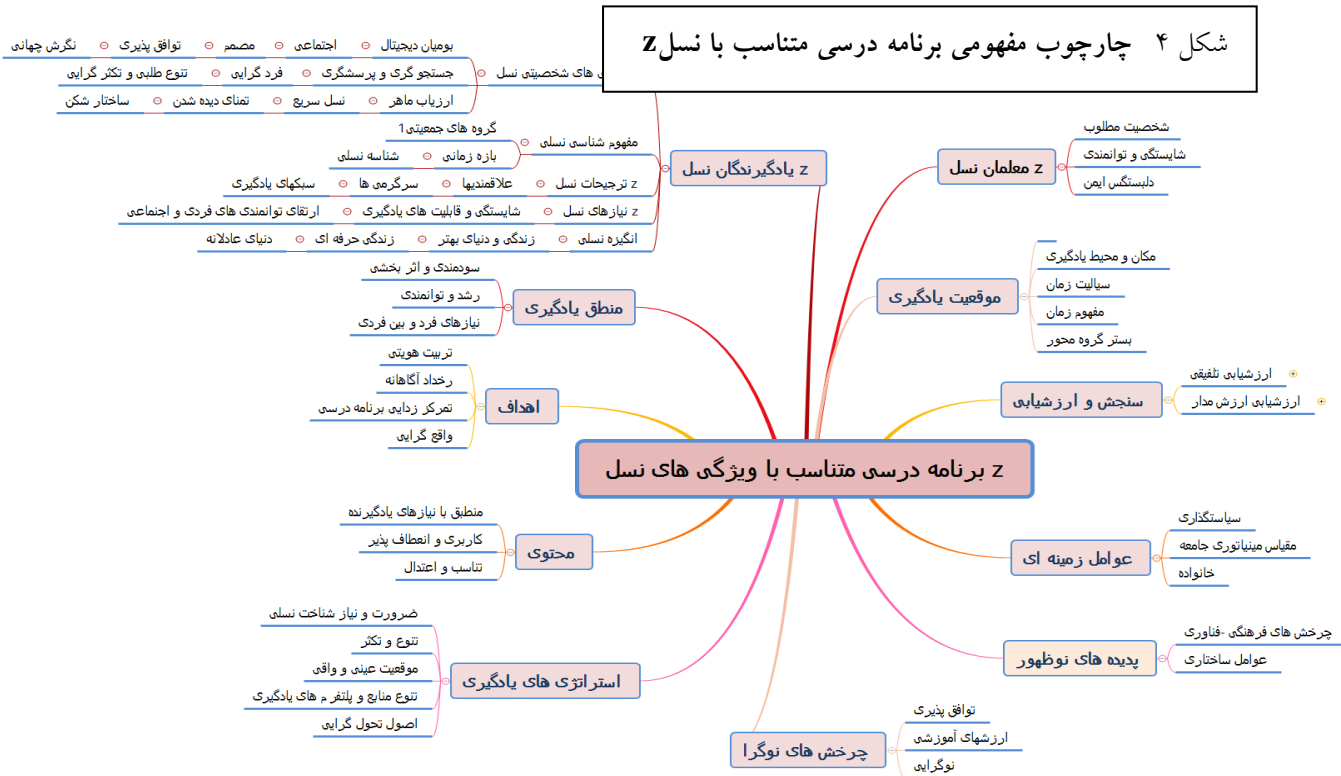 شکل ۴ چارچوب مفهومی برنامه درسی متناسب با نسل z
z برنامه درسی متناسب با ویژگی های نسل
z معلمان نسل
شخصیت مطلوب
شایستگی و توانمندی
دلبستگس ایمن
موقعیت یادگیری
مکان و محیط یادگیری
سیالیت زمان
مفهوم زمان
بستر گروه محور
سنجش و ارزشیابی
ارزشیابی تلفیقی
ارزشیابی ارزش مدار
عوامل زمینه ای
سیاستگذاری
مقیاس مینیاتوری جامعه
خانواده
پدیده های نوظهور
چرخش های فرهنگی -فناوری
عوامل ساختاری
چرخش های نوگرا
توافق پذیری
ارزشهای آموزشی
نوگرایی
z یادگیرندگان نسل
ی های شخصیتی نسل
بومیان دیجیتال اجتماعی مصمم توافق پذیری نگرش چهانی
جستجو گری و پرسشگری فرد گرایی تنوع طلبی و تکثر گرایی
ارزیاب ماهر نسل سریع تمنای دیده شدن ساختار شکن
مفهوم شناسی نسلی
گروه های جمعیتی1
بازه زمانی شناسه نسلی
z ترجیحات نسل علاقمندیها سرگرمی ها سبکهای یادگیری
z نیازهای نسل شایستگی و قابلیت های یادگیری ارتقای توانمندی های فردی و اجتماعی
انگیزه نسلی زندگی و دنیای بهتر زندگی حرفه ای دنیای عادلانه
منطق یادگیری
سودمندی و اثر بخشی
رشد و توانمندی
نیازهای فرد و بین فردی
اهداف
تربیت هویتی
رخداد آگاهانه
تمرکز زدایی برنامه درسی
واقع گرایی
محتوی
منطبق با نیازهای یادگیرنده
کاربری و انعطاف پذیر
تناسب و اعتدال
استراتژی های یادگیری
ضرورت و نیاز شناخت نسلی
تنوع و تکثر
موقعیت عینی و واقی
تنوع منابع و پلتفر م های یادگیری
اصول تحول گرایی